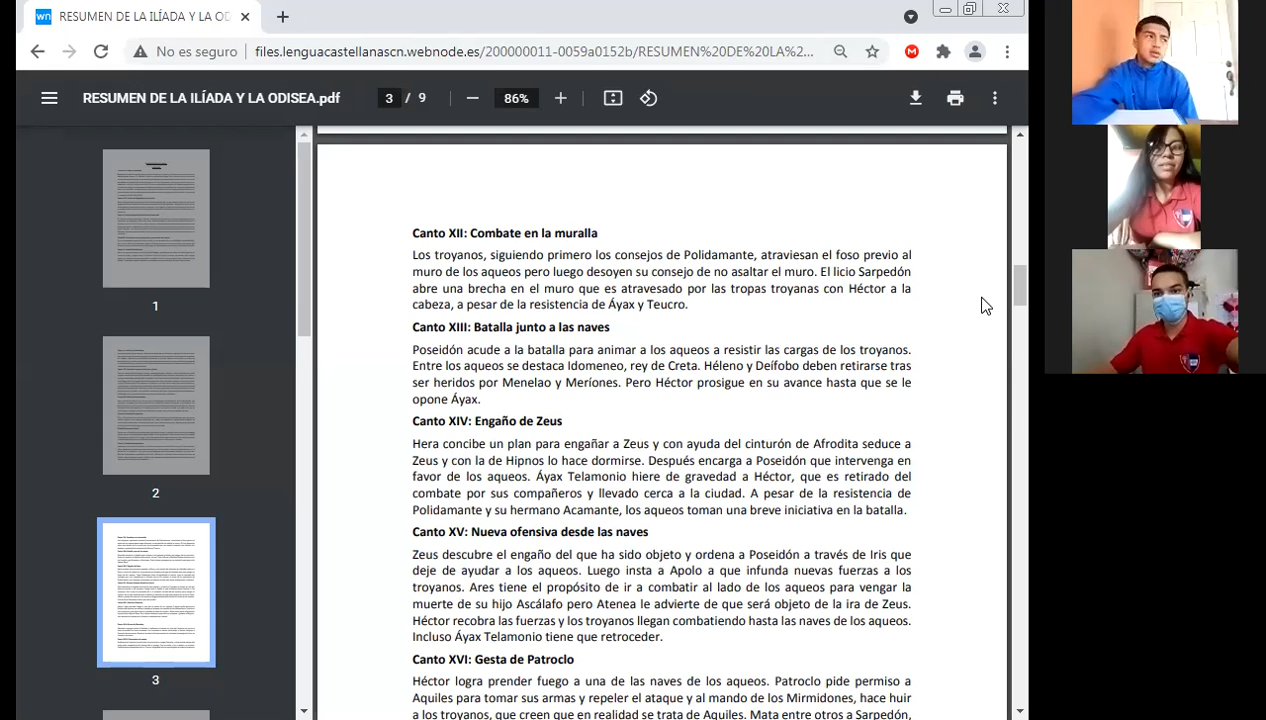 RESUMEN DE LA ILÍADA Y LA OD
No es seguro
files.lenguacastellanascn.webnode.es/200000011-0059a0152b/RESUMEN%20DE%20LA%2...
RESUMEN DE LA ILÍADA Y LA ODISEA.pdf
3 / 9
86%
1
2
3
Canto XII: Combate en la muralla
Los troyanos, siguiendo primero los consejos de Polidamante, atraviesan el foso previo al
muro de los aqueos pero luego desoyen su consejo de no asaltar el muro. El licio Sarpedón
abre una brecha en el muro que es atravesado por las tropas troyanas con Héctor a la
cabeza, a pesar de la resistencia de Áyax y Teucro.
Canto XIII: Batalla junto a las naves
Poseidón acude a la batalla para animar a los aqueos a resistir las cargas de los troyanos.
Entre los aqueos se destaca Idomeneo, rey de Creta. Héleno y Deífobo deben retirarse tras
ser heridos por Menelao y Meríones. Pero Héctor prosigue en su avance hasta que se le
opone Áyax.
Canto XIV: Engaño de Zeus
Hera concibe un plan para engañar a Zeus y con ayuda del cinturón de Afrodita seduce a
Zeus y con la de Hipnos lo hace dormirse. Después encarga a Poseidón que intervenga en
favor de los aqueos. Áyax Telamonio hiere de gravedad a Héctor, que es retirado del
combate por sus compañeros y llevado cerca a la ciudad. A pesar de la resistencia de
Polidamante y su hermano Acamante, los aqueos toman una breve iniciativa en la batalla.
Canto XV: Nueva ofensiva desde las naves
Zeus descubre el engaño del que ha sido objeto y ordena a Poseidón a través de Iris que
deje de ayudar a los aqueos. Luego insta a Apolo a que infunda nuevas fuerzas a los
troyanos. Ares tiene el propósito de ir a combatir al lado de los aqueos para vengar la
muerte de su hijo Ascálafo pero Atenea le advierte de que será objeto de la ira de Zeus.
Héctor recobra las fuerzas y los troyanos llegan combatiendo hasta las naves de los aqueos.
Incluso Áyax Telamonio tiene que retroceder.
Canto XVI: Gesta de Patroclo
Héctor logra prender fuego a una de las naves de los aqueos. Patroclo pide permiso a
Aquiles para tomar sus armas y repeler el ataque y al mando de los Mirmidones, hace huir
a los troyanos, que creen que en realidad se trata de Aquiles. Mata entre otros a Sarpedón,